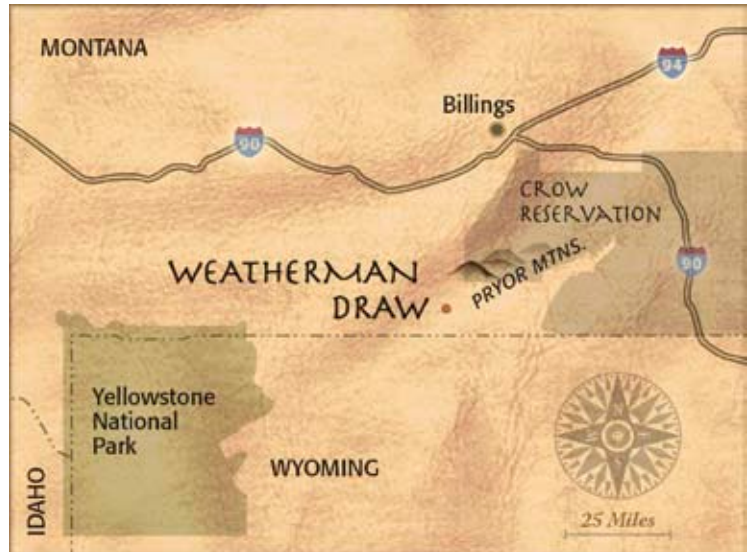 MONTANA
94
Billings
90
CROW
RESERVATION
WEATHERMAN
DRAW
PRYOR MTNS.
90
Yellowstone
National
Park
WYOMING
IDAHO
N
25 Miles